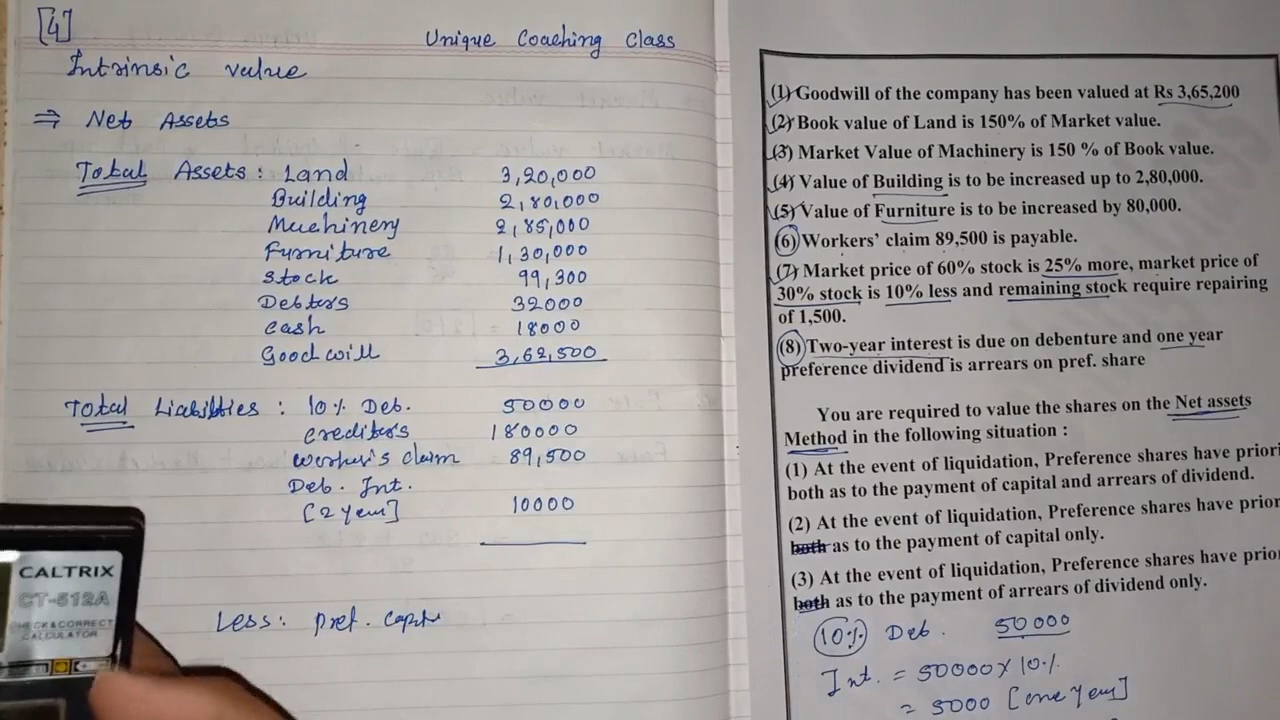 [4]
Unique Coaching Class
Intrinsic value
⇒ Net Assets
Total Assets : Land 3,20,000
Building 2,80,000
Machinery 2,85,000
Furniture 1,30,000
Stock 99,300
Debtors 32000
Cash 18000
Goodwill 3,62,500
Total Liabilities : 10% Deb. 50000
Creditors 180000
Worker's claim 89,500
Deb. Int.
[2 year] 10000
Less: Pref. Capit
CALTRIX
CT-512A
CHECK & CORRECT
CALCULATOR
(1) Goodwill of the company has been valued at Rs 3,65,200
(2) Book value of Land is 150% of Market value.
(3) Market Value of Machinery is 150 % of Book value.
(4) Value of Building is to be increased up to 2,80,000.
(5) Value of Furniture is to be increased by 80,000.
(6) Workers' claim 89,500 is payable.
(7) Market price of 60% stock is 25% more, market price of
30% stock is 10% less and remaining stock require repairing
of 1,500.
(8) Two-year interest is due on debenture and one year
preference dividend is arrears on pref. share
You are required to value the shares on the Net assets
Method in the following situation :
(1) At the event of liquidation, Preference shares have priori
both as to the payment of capital and arrears of dividend.
(2) At the event of liquidation, Preference shares have prior
both as to the payment of capital only.
(3) At the event of liquidation, Preference shares have prior
both as to the payment of arrears of dividend only.
10% Deb. 50000
Int. = 50000 x 10%
= 5000 [one year]